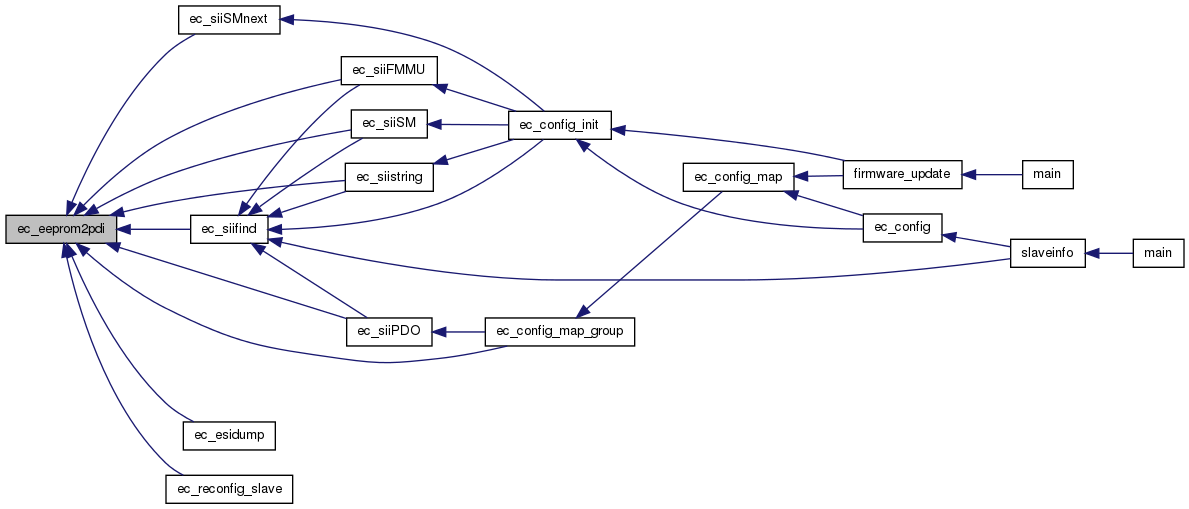 ec_siiSMnext
ec_siiFMMU
ec_siiSM
ec_config_init
ec_siistring
ec_config_map
firmware_update
main
ec_eeprom2pdi
ec_siifind
ec_config
slaveinfo
main
ec_siiPDO
ec_config_map_group
ec_esidump
ec_reconfig_slave